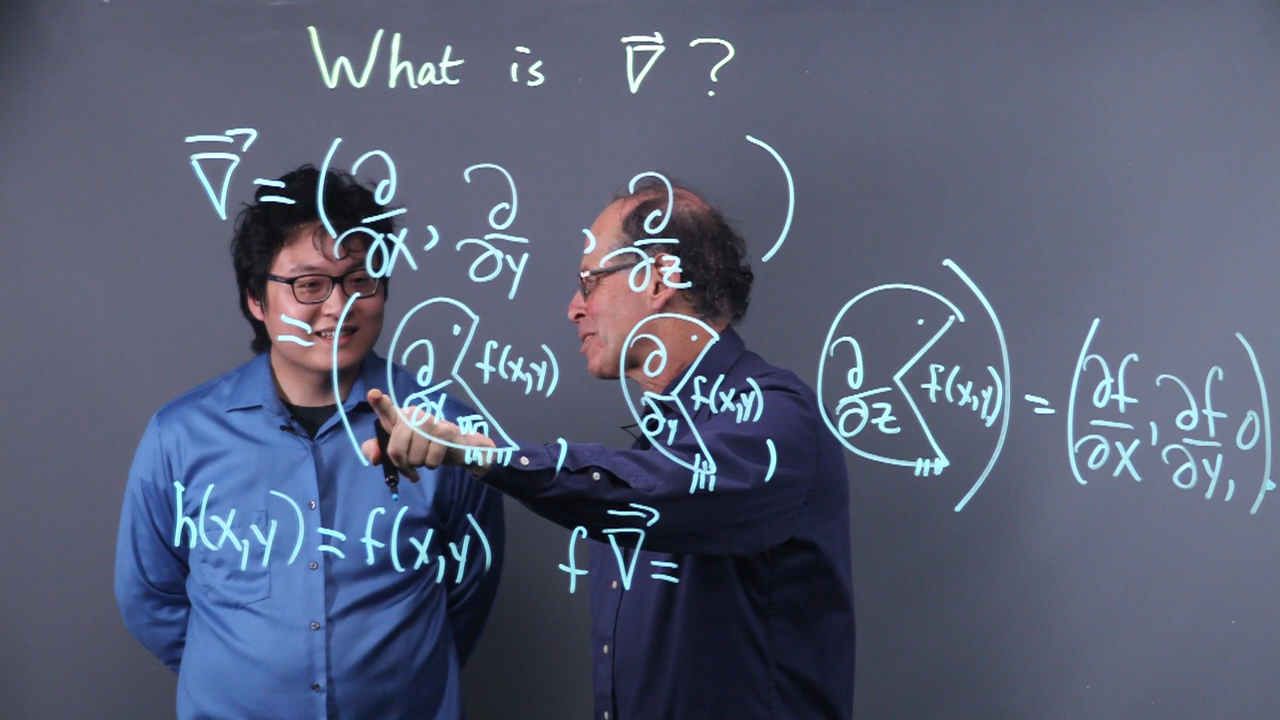 What is ∇⃗ ?
∇⃗ = (∂/∂x, ∂/∂y, ∂/∂z)
= (∂/∂x f(x,y), ∂/∂y f(x,y), ∂/∂z f(x,y)) = (∂f/∂x, ∂f/∂y, 0)
h(x,y) = f(x,y) f ∇⃗ =